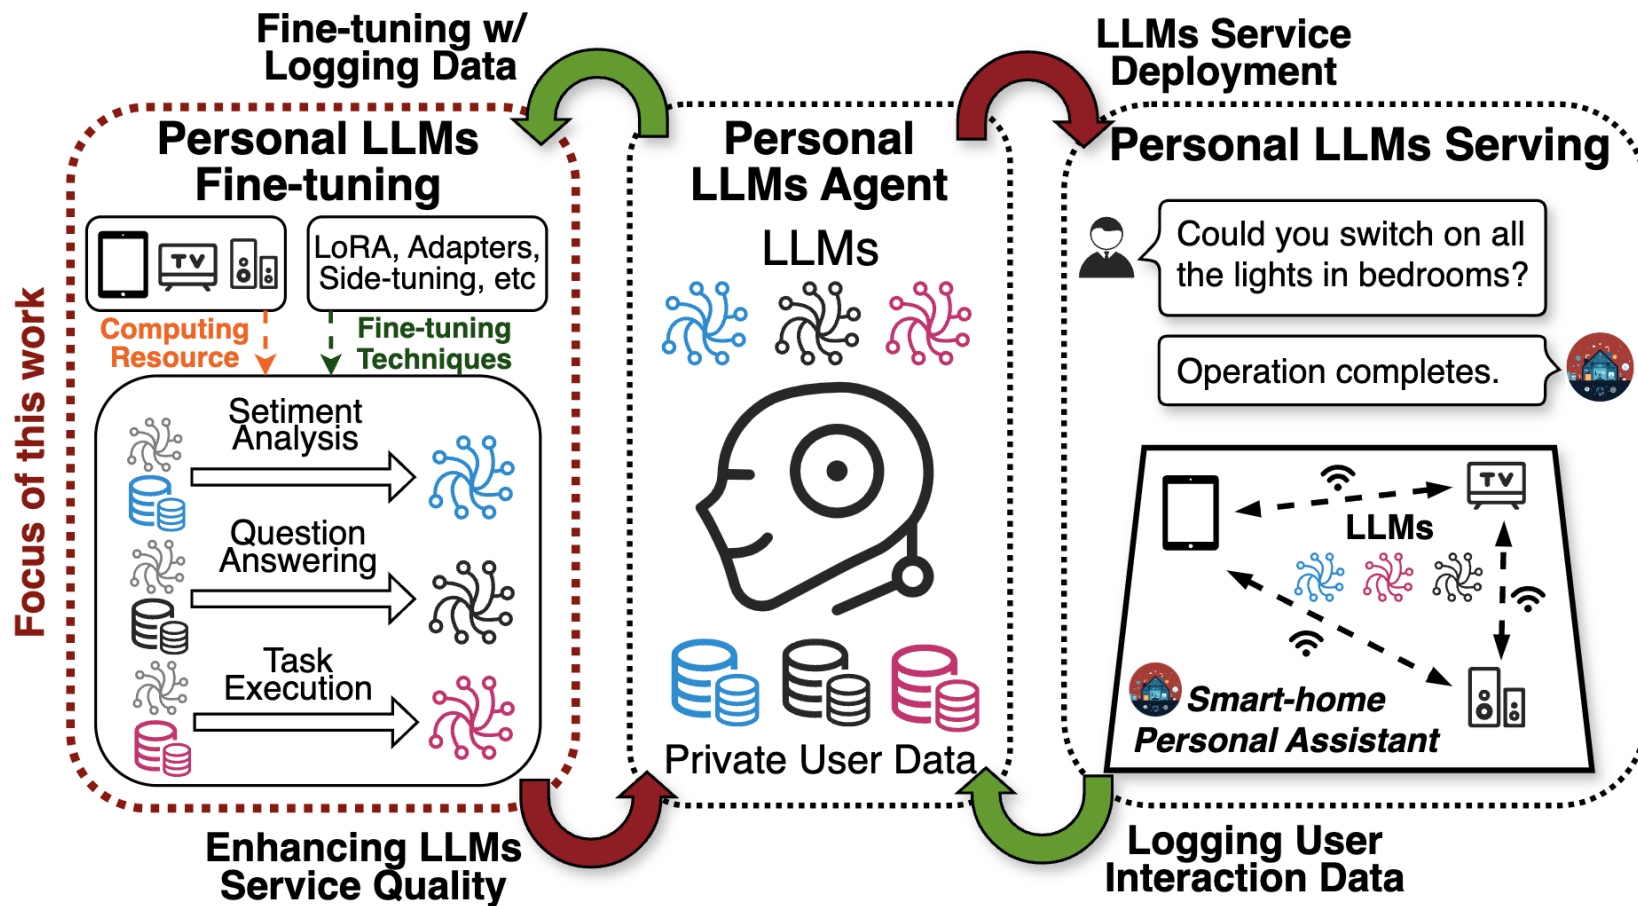 Fine-tuning w/
Logging Data
LLMs Service
Deployment
Focus of this work
Personal LLMs
Fine-tuning
TV
LoRA, Adapters,
Side-tuning, etc
Computing
Resource
Fine-tuning
Techniques
Setiment
Analysis
Question
Answering
Task
Execution
Enhancing LLMs
Service Quality
Personal
LLMs Agent
LLMs
Private User Data
Personal LLMs Serving
Could you switch on all
the lights in bedrooms?
Operation completes.
TV
LLMs
Smart-home
Personal Assistant
Logging User
Interaction Data